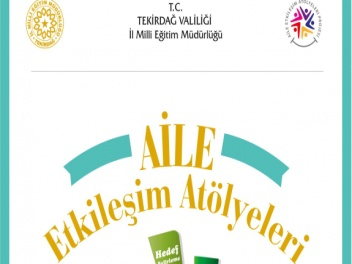 T.C.
TEKİRDAĞ VALİLİĞİ
İl Milli Eğitim Müdürlüğü
AİLE
Etkileşim Atölyeleri
Hedef